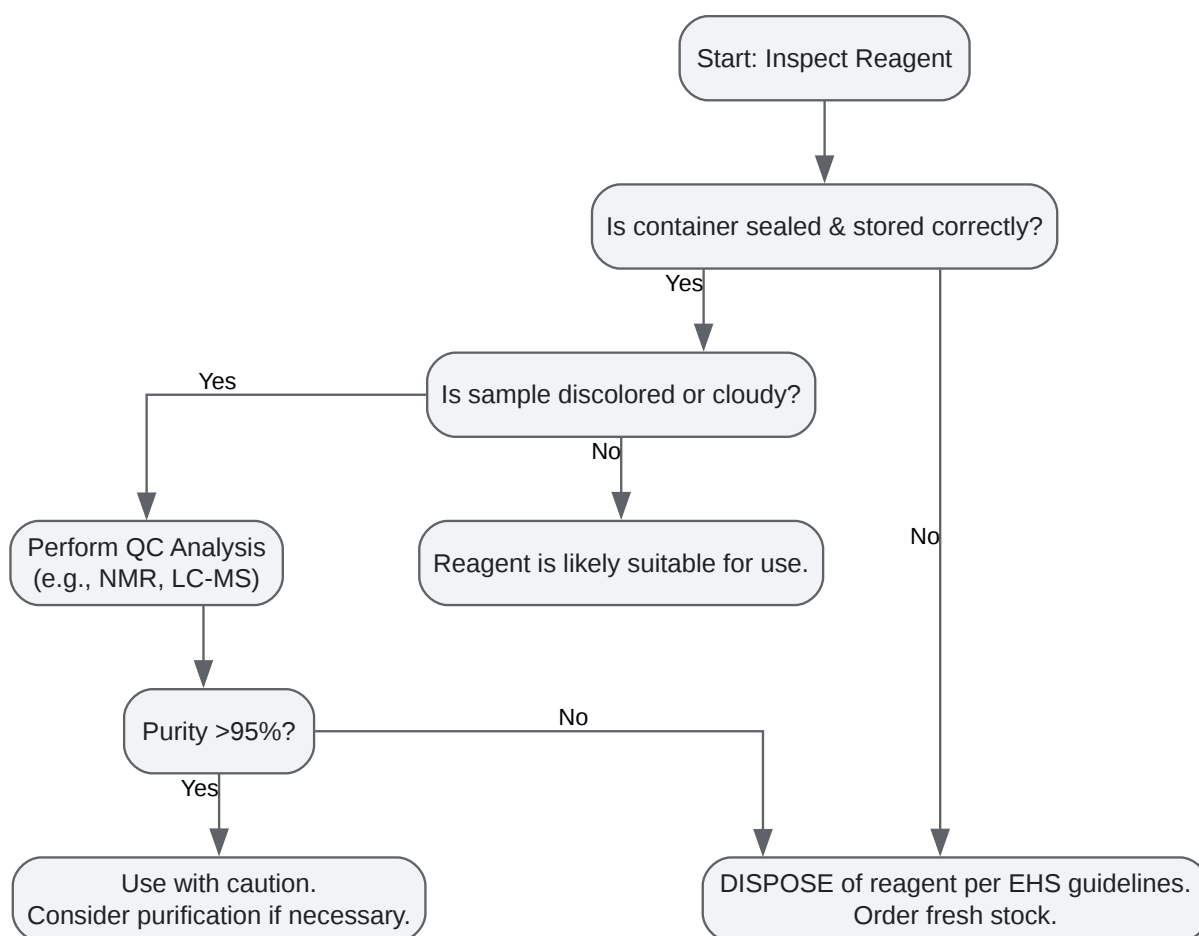 Start: Inspect Reagent
Is container sealed & stored correctly?
Yes
Is sample discolored or cloudy?
Yes
No
No
Perform QC Analysis
(e.g., NMR, LC-MS)
Reagent is likely suitable for use.
Purity >95%?
No
Yes
Use with caution.
Consider purification if necessary.
DISPOSE of reagent per EHS guidelines.
Order fresh stock.